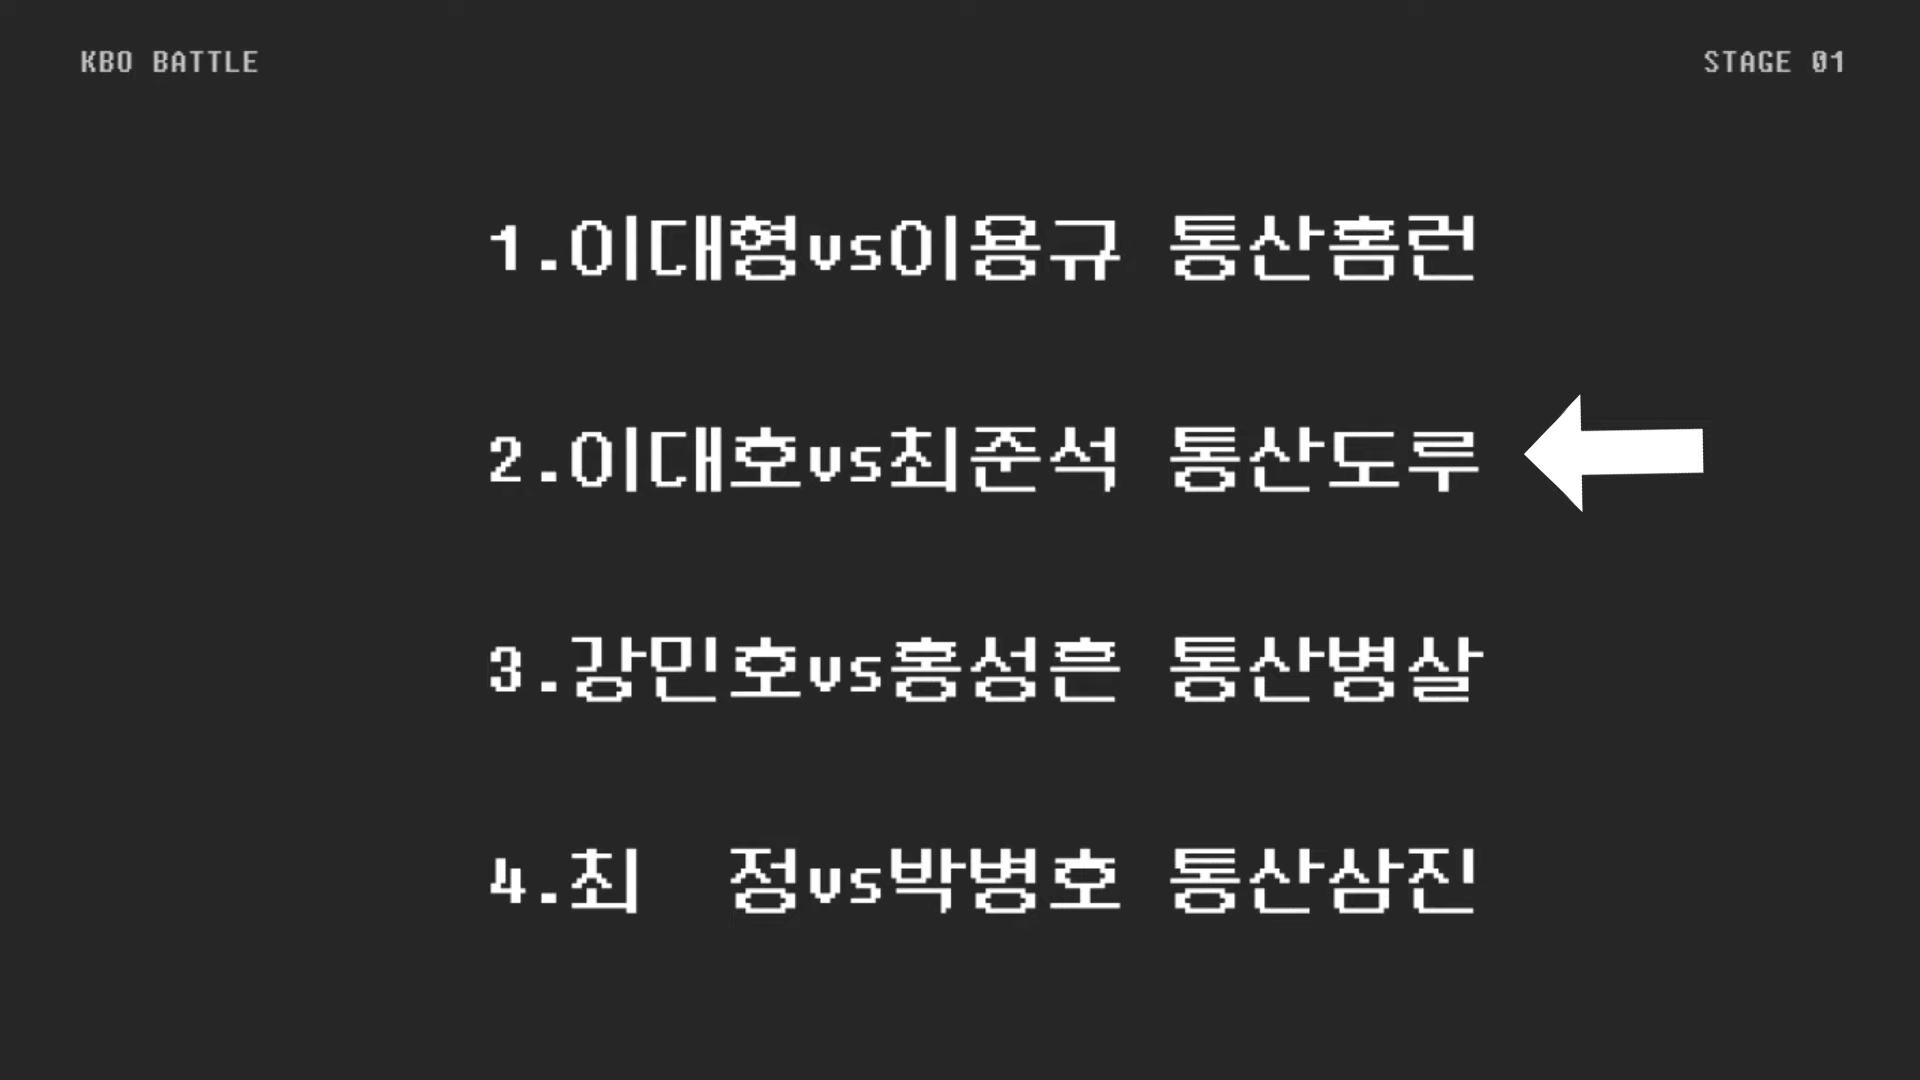 KBO BATTLE
STAGE 01
1.이대형vs이용규 통산홈런
2.이대호vs최준석 통산도루
3.강민호vs홍성흔 통산병살
4.최 정vs박병호 통산삼진